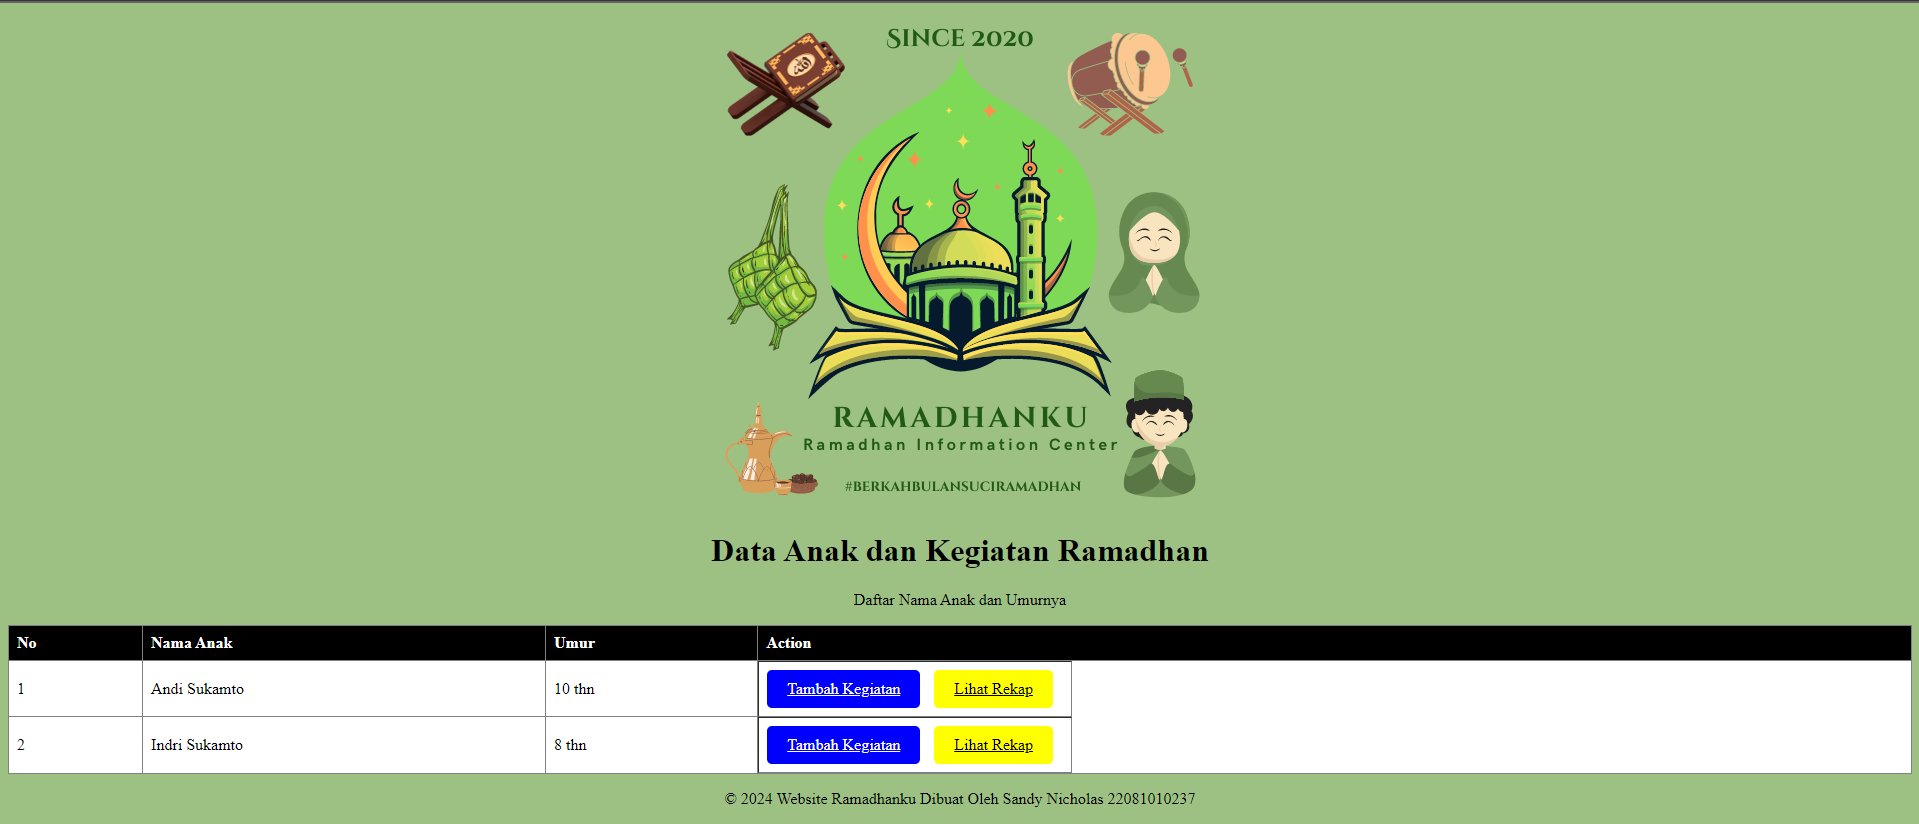 SINCE 2020
RAMADHANKU
Ramadhan Information Center
#BERKAHBULANSUCIRAMADHAN
Data Anak dan Kegiatan Ramadhan
Daftar Nama Anak dan Umurnya
No Nama Anak Umur Action
1 Andi Sukamto 10 thn Tambah Kegiatan Lihat Rekap
2 Indri Sukamto 8 thn Tambah Kegiatan Lihat Rekap
© 2024 Website Ramadhanku Dibuat Oleh Sandy Nicholas 22081010237